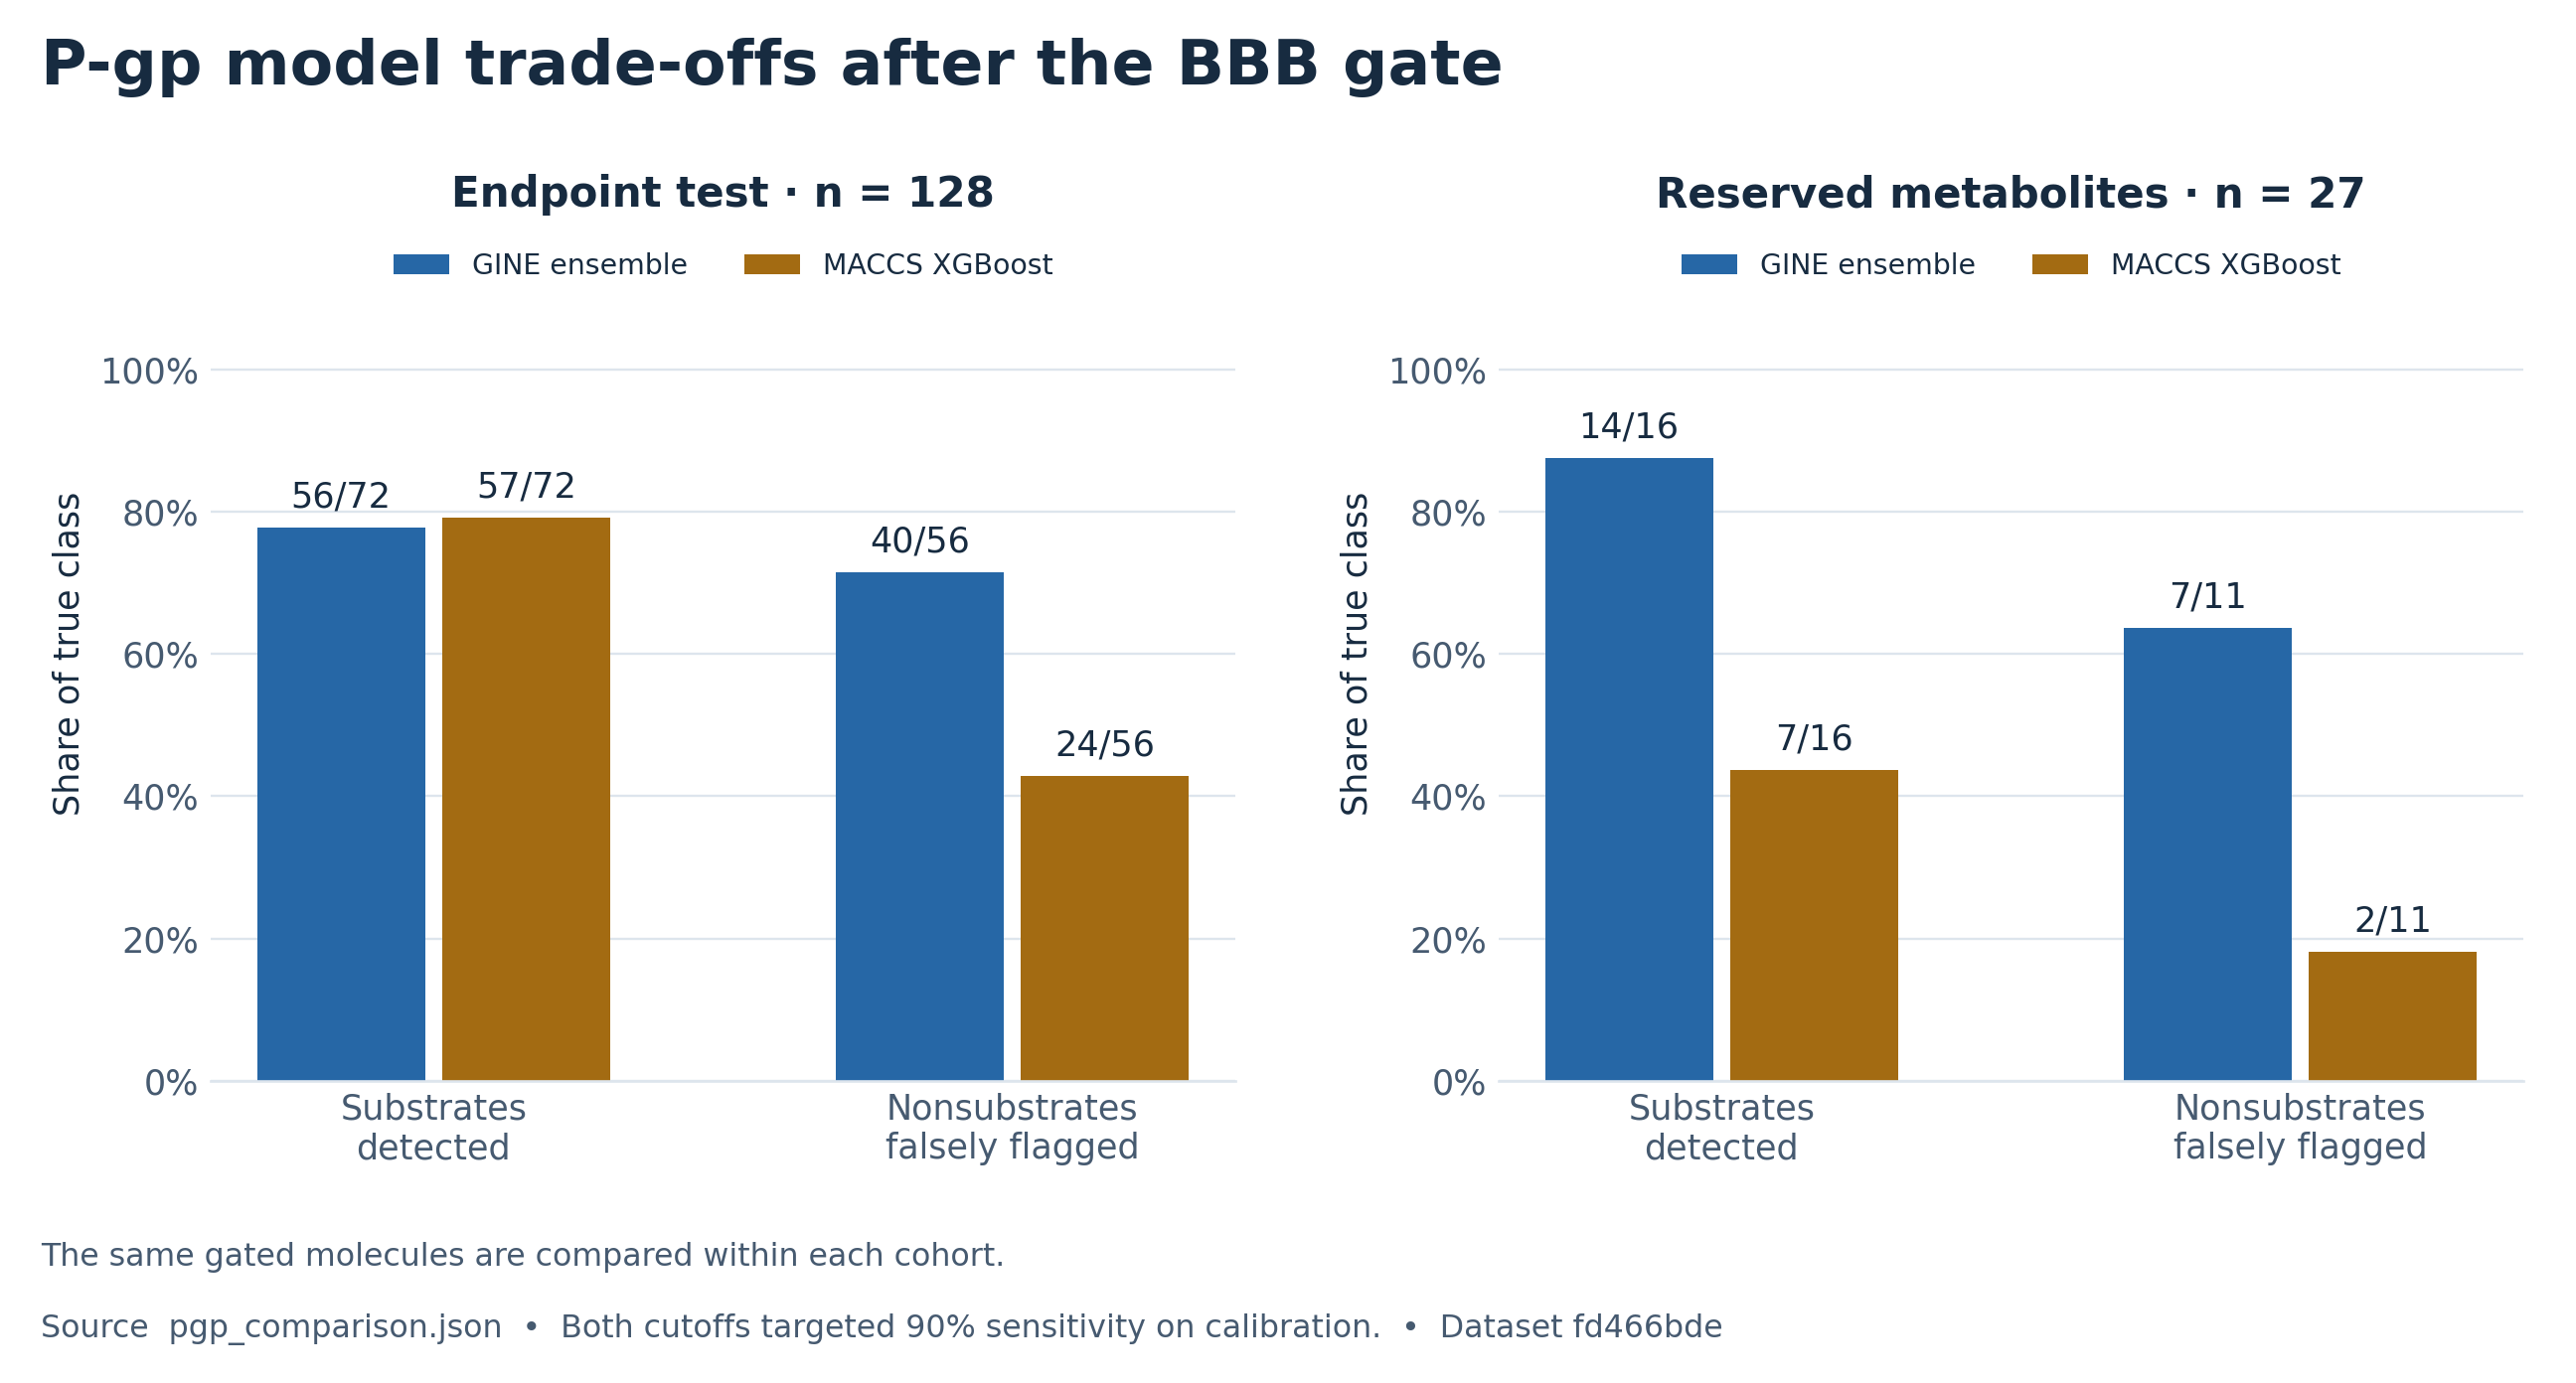 P-gp model trade-offs after the BBB gate
Endpoint test · n = 128
GINE ensemble
MACCS XGBoost
Share of true class
100%
80%
60%
40%
20%
0%
56/72
57/72
40/56
24/56
Substrates
detected
Nonsubstrates
falsely flagged
Reserved metabolites · n = 27
GINE ensemble
MACCS XGBoost
Share of true class
100%
80%
60%
40%
20%
0%
14/16
7/16
7/11
2/11
Substrates
detected
Nonsubstrates
falsely flagged
The same gated molecules are compared within each cohort.
Source  pgp_comparison.json  •  Both cutoffs targeted 90% sensitivity on calibration.  •  Dataset fd466bde